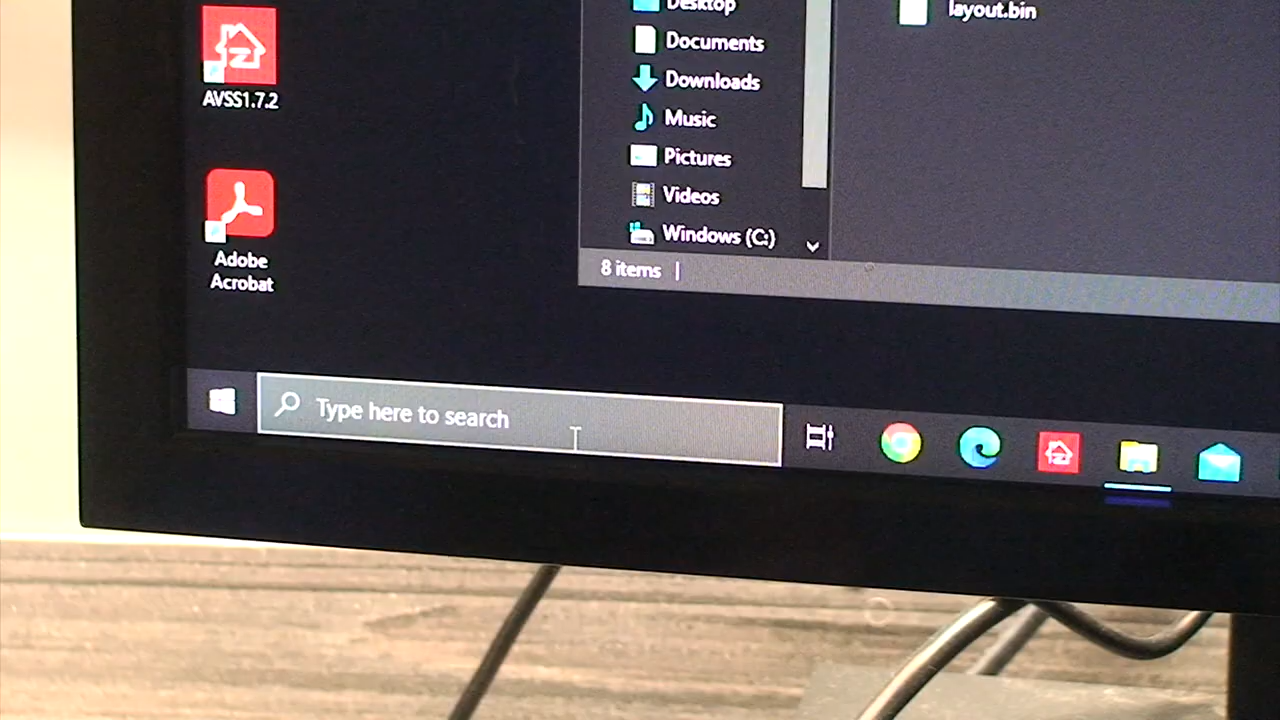 AVSS1.7.2
Adobe
Acrobat
Desktop
Documents
Downloads
Music
Pictures
Videos
Windows (C:)
8 items
layout.bin
Type here to search